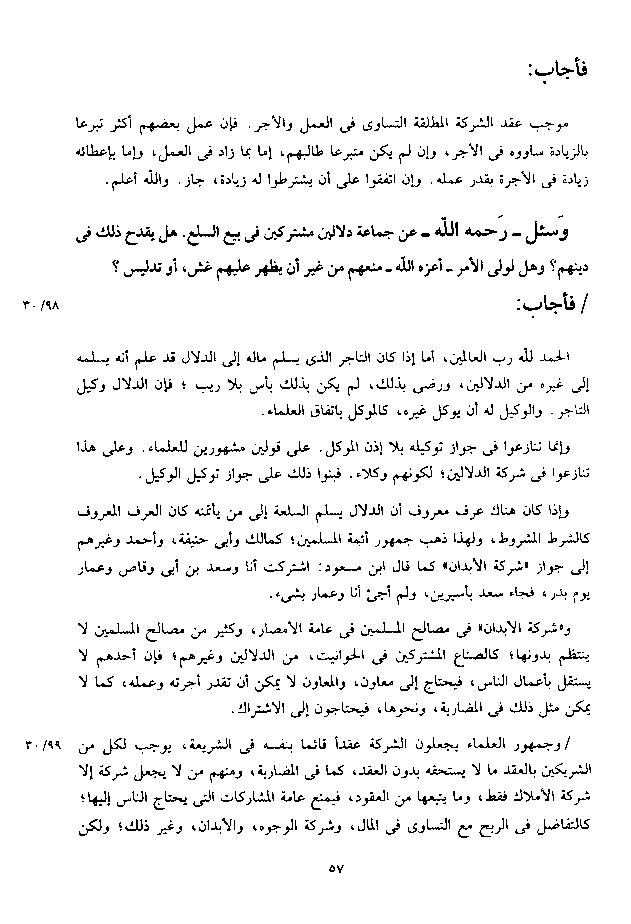 فأجاب:
موجب عقد الشركة المطلقة التساوى فى العمل والأجر. فإن عمل بعضهم أكثر تبرعا
بالزيادة ساووه فى الأجر، وإن لم يكن متبرعا طالبهم، إما بما زاد فى العمل، وإما بإعطائه
زيادة فى الأجرة بقدر عمله. وإن اتفقوا على أن يشترطوا له زيادة، جاز. والله أعلم.
وَسئل ـ رَحمه الله ـ عن جماعة دلالين مشتركين فى بيع السلع. هل يقدح ذلك فى
دينهم؟ وهل لولى الأمر ـ أعزه الله ـ منعهم من غير أن يظهر عليهم غش، أو تدليس ؟
/ فأجاب: ٣٠/٩٨
الحمد لله رب العالمين، أما إذا كان التاجر الذى يسلم ماله إلى الدلال قد علم أنه يسلمه
إلى غيره من الدلالين، ورضى بذلك، لم يكن بذلك بأس بلا ريب ؛ فإن الدلال وكيل
التاجر. والوكيل له أن يوكل غيره، كالموكل باتفاق العلماء.
وإنما تنازعوا فى جواز توكيله بلا إذن الموكل. على قولين مشهورين للعلماء. وعلى هذا
تنازعوا فى شركة الدلالين؛ لكونهم وكلاء. فبنوا ذلك على جواز توكيل الوكيل.
وإذا كان هناك عرف معروف أن الدلال يسلم السلعة إلى من يأتمنه كان العرف المعروف
كالشرط المشروط، ولهذا ذهب جمهور أئمة المسلمين؛ كمالك وأبى حنيفة، وأحمد وغيرهم
إلى جواز «شركة الأبدان» كما قال ابن مسعود: اشتركت أنا وسعد بن أبى وقاص وعمار
يوم بدر، فجاء سعد بأسيرين، ولم أجئ أنا وعمار بشىء.
و«شركة الأبدان» فى مصالح المسلمين فى عامة الأمصار، وكثير من مصالح المسلمين لا
ينتظم بدونها؛ كالصناع المشتركين فى الحوانيت، من الدلالين وغيرهم؛ فإن أحدهم لا
يستقل بأعمال الناس، فيحتاج إلى معاون، والمعاون لا يمكن أن تقدر أجرته وعمله، كما لا
يمكن مثل ذلك فى المضاربة، ونحوها، فيحتاجون إلى الاشتراك.
/ وجمهور العلماء يجعلون الشركة عقداً قائما بنفسه فى الشريعة، يوجب لكل من ٣٠/٩٩
الشريكين بالعقد ما لا يستحقه بدون العقد، كما فى المضاربة، ومنهم من لا يجعل شركة إلا
شركة الأملاك فقط، وما يتبعها من العقود، فيمنع عامة المشاركات التى يحتاج الناس إليها؛
كالتفاضل فى الربح مع التساوى فى المال، وشركة الوجوه، والأبدان، وغير ذلك؛ ولكن
٥٧